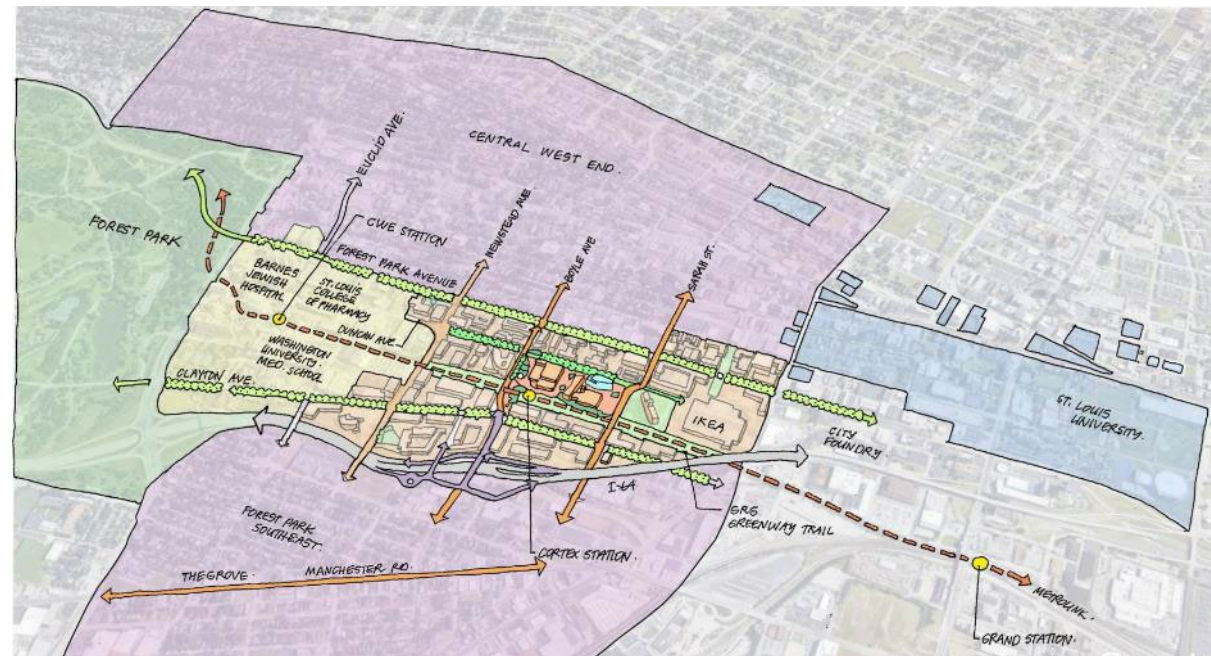 EUCLID AVE.
CENTRAL WEST END.
NEWSTEAD AVE.
BOYLE AVE
SARAH ST.
CWE STATION
FOREST PARK
FOREST PARK AVENUE
BARNES
JEWISH
HOSPITAL
ST. LOUIS
COLLEGE
OF PHARMACY
DUNCAN AVE.
WASHINGTON
UNIVERSITY
MED. SCHOOL
CLAYTON AVE.
IKEA
CITY
FOUNDRY
ST. LOUIS
UNIVERSITY.
I-64
GRG
GREENWAY TRAIL
FOREST PARK
SOUTHEAST.
CORTEX STATION.
THE GROVE.
MANCHESTER RD.
METROLINK.
GRAND STATION.